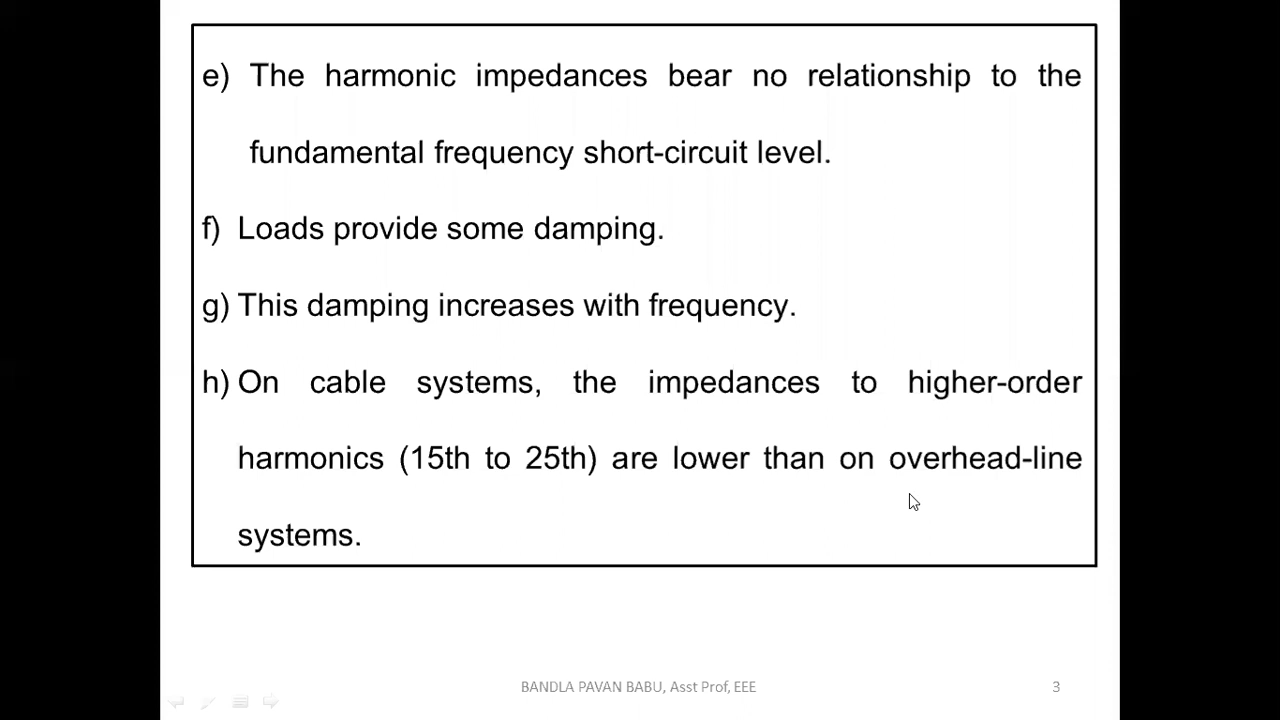 e) The harmonic impedances bear no relationship to the
fundamental frequency short-circuit level.
f) Loads provide some damping.
g) This damping increases with frequency.
h) On cable systems, the impedances to higher-order
harmonics (15th to 25th) are lower than on overhead-line
systems.
BANDLA PAVAN BABU, Asst Prof, EEE
3